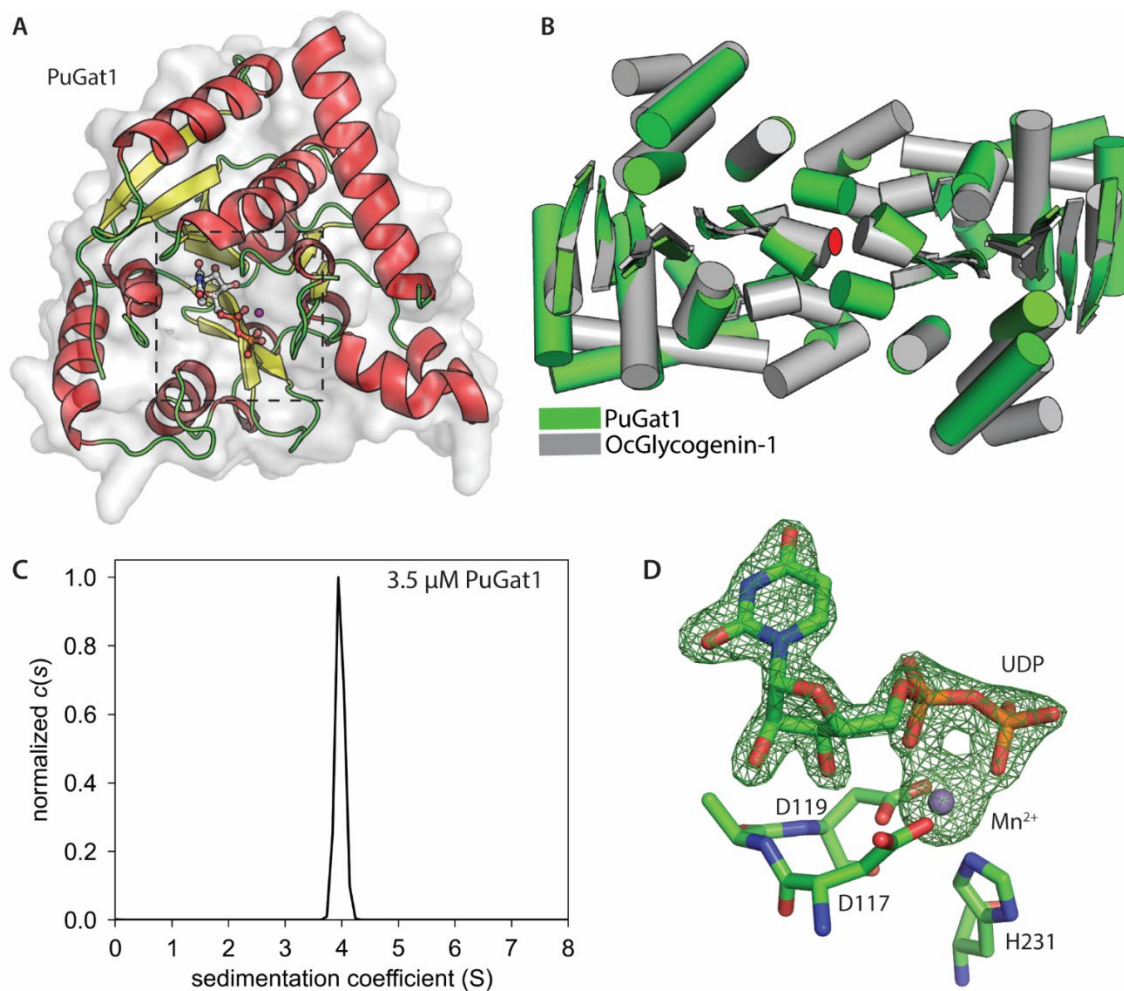 A
PuGat1
B
PuGat1
OcGlycogenin-1
C
3.5 µM PuGat1
normalized c(s)
1.0
0.8
0.6
0.4
0.2
0.0
0 1 2 3 4 5 6 7 8
sedimentation coefficient (S)
D
UDP
D119
Mn²⁺
D117
H231